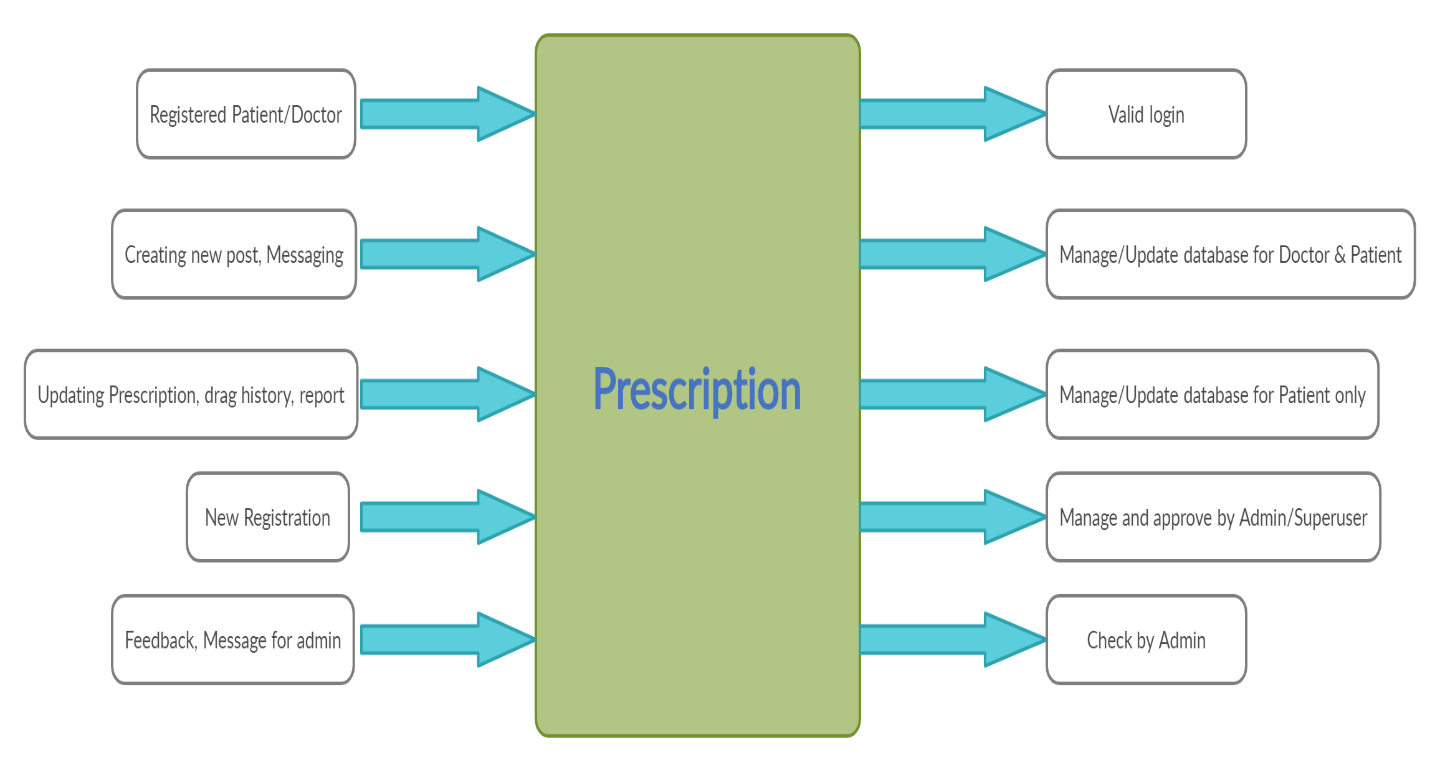 Registered Patient/Doctor
Valid login
Creating new post, Messaging
Manage/Update database for Doctor & Patient
Updating Prescription, drag history, report
Prescription
Manage/Update database for Patient only
New Registration
Manage and approve by Admin/Superuser
Feedback, Message for admin
Check by Admin